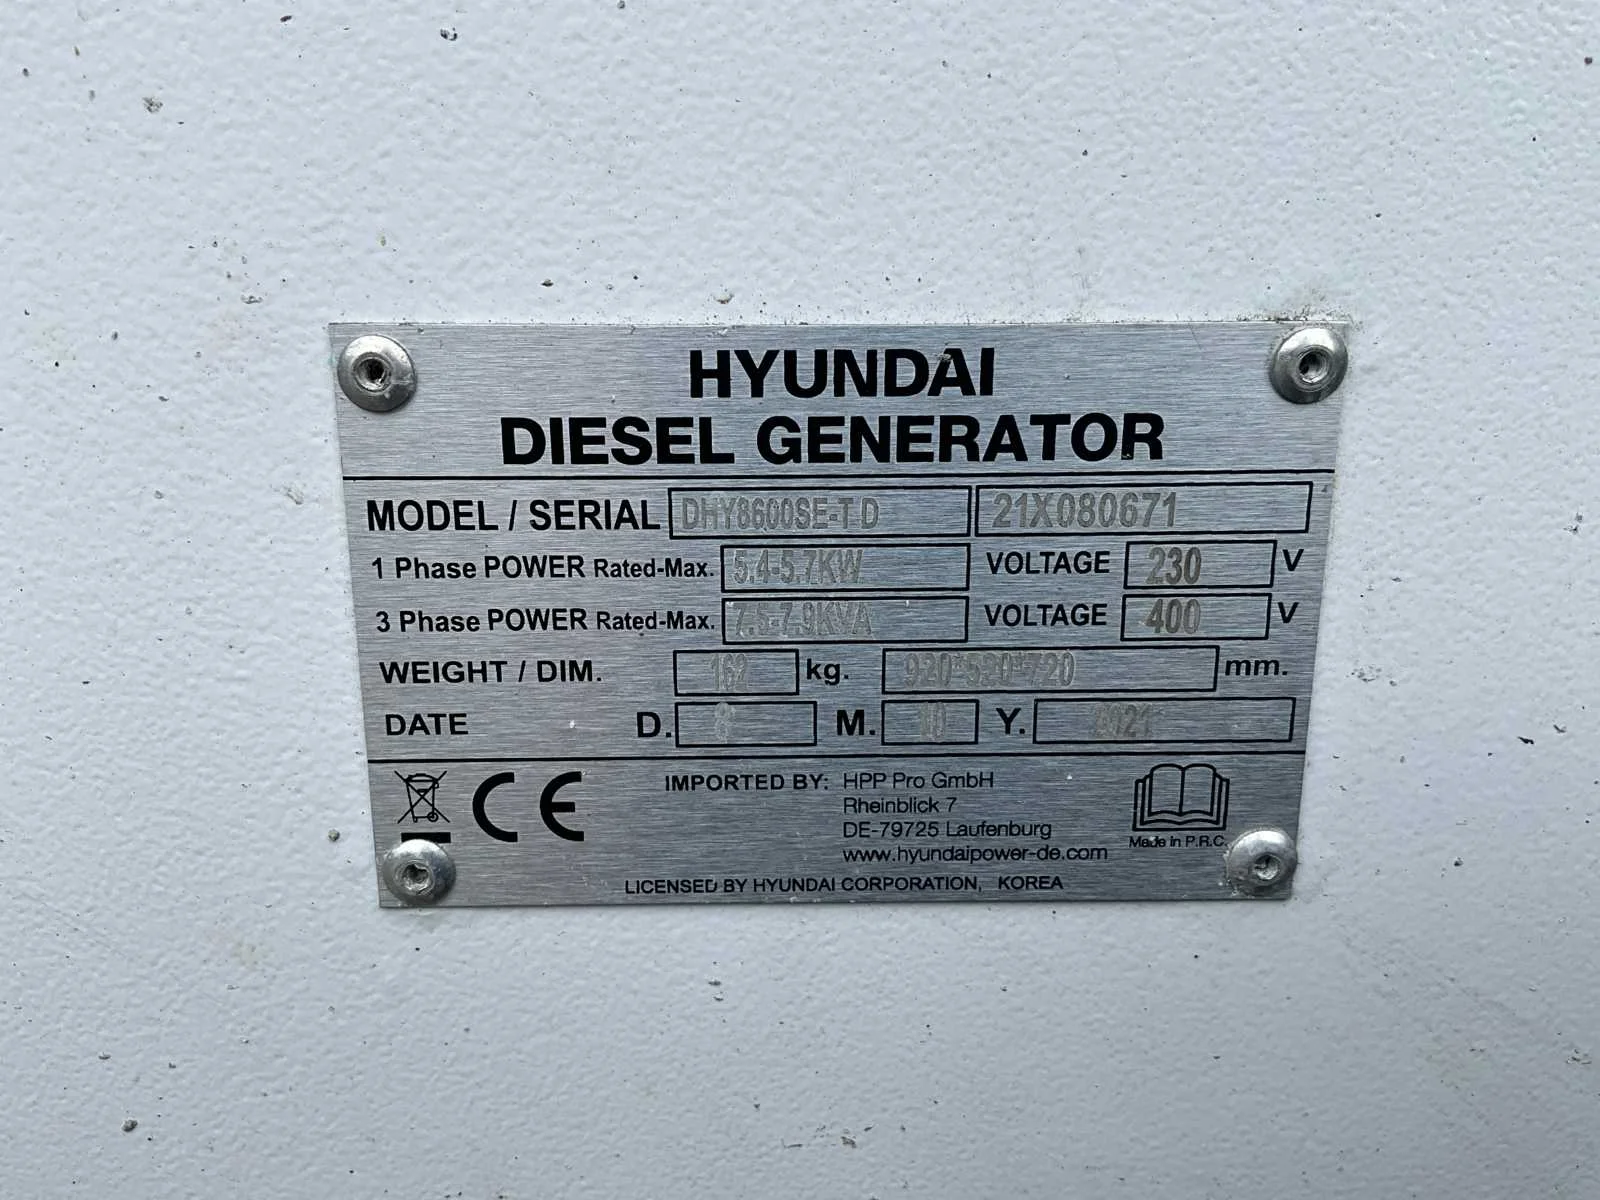 HYUNDAI
DIESEL GENERATOR
MODEL / SERIAL DHY8600SE-T D 21X080671
1 Phase POWER Rated-Max. 5.4-5.7KW VOLTAGE 230 V
3 Phase POWER Rated-Max. 7.5-7.9KVA VOLTAGE 400 V
WEIGHT / DIM. 162 kg. 920*520*720 mm.
DATE D. 8 M. 10 Y. 2021
CE IMPORTED BY: HPP Pro GmbH
Rheinblick 7
DE-79725 Laufenburg
www.hyundaipower-de.com
Made in P.R.C.
LICENSED BY HYUNDAI CORPORATION, KOREA